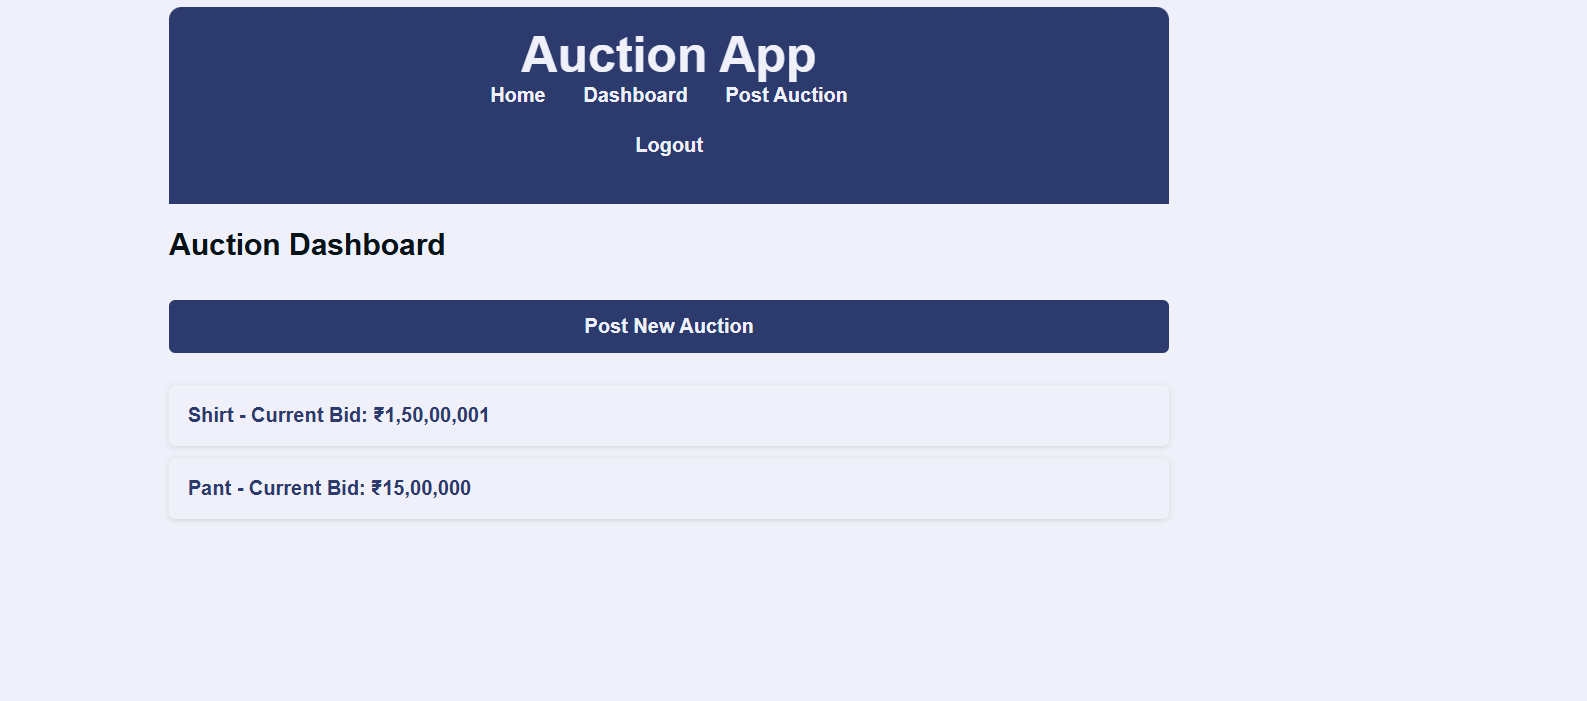 Auction App
Home Dashboard Post Auction
Logout
Auction Dashboard
Post New Auction
Shirt - Current Bid: ₹1,50,00,001
Pant - Current Bid: ₹15,00,000